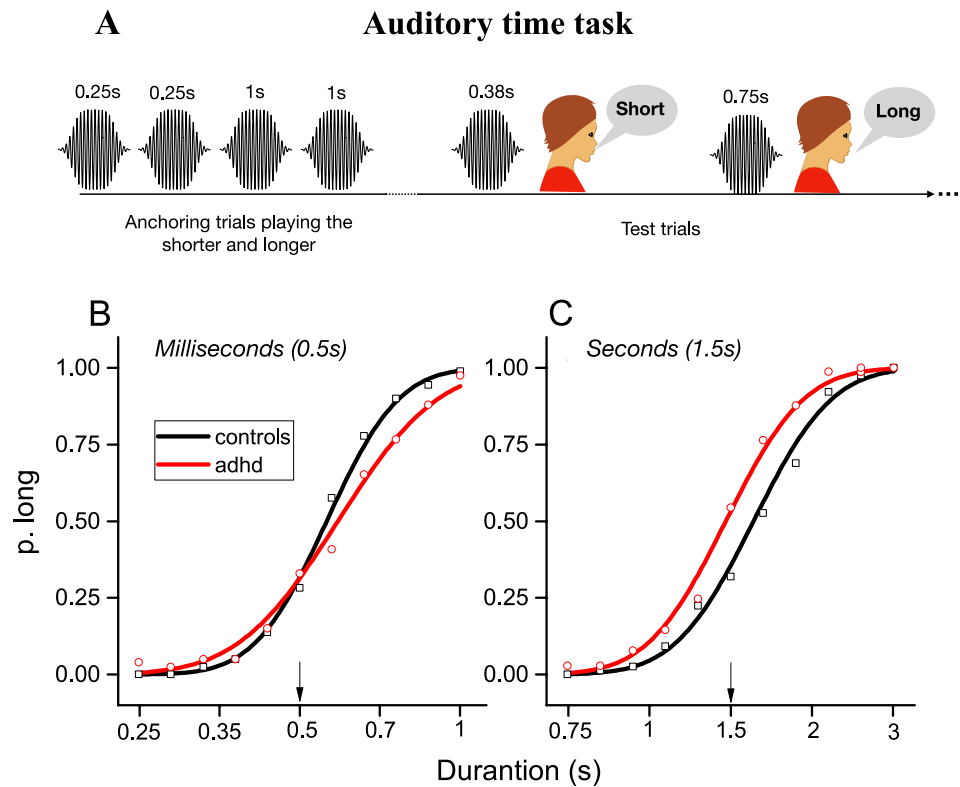 A Auditory time task
0.25s 0.25s 1s 1s 0.38s 0.75s
Short
Long
Anchoring trials playing the
shorter and longer
Test trials
...
B
Milliseconds (0.5s)
controls
adhd
C
Seconds (1.5s)
p. long
1.00
0.75
0.50
0.25
0.00
0.25 0.35 0.5 0.7 1
1.00
0.75
0.50
0.25
0.00
0.75 1 1.5 2 3
Durantion (s)